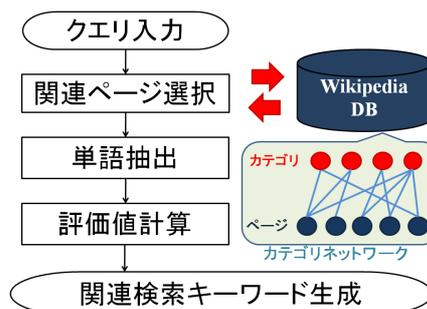 クエリ入力
関連ページ選択
単語抽出
評価値計算
関連検索キーワード生成
Wikipedia
DB
カテゴリ
ページ
カテゴリネットワーク